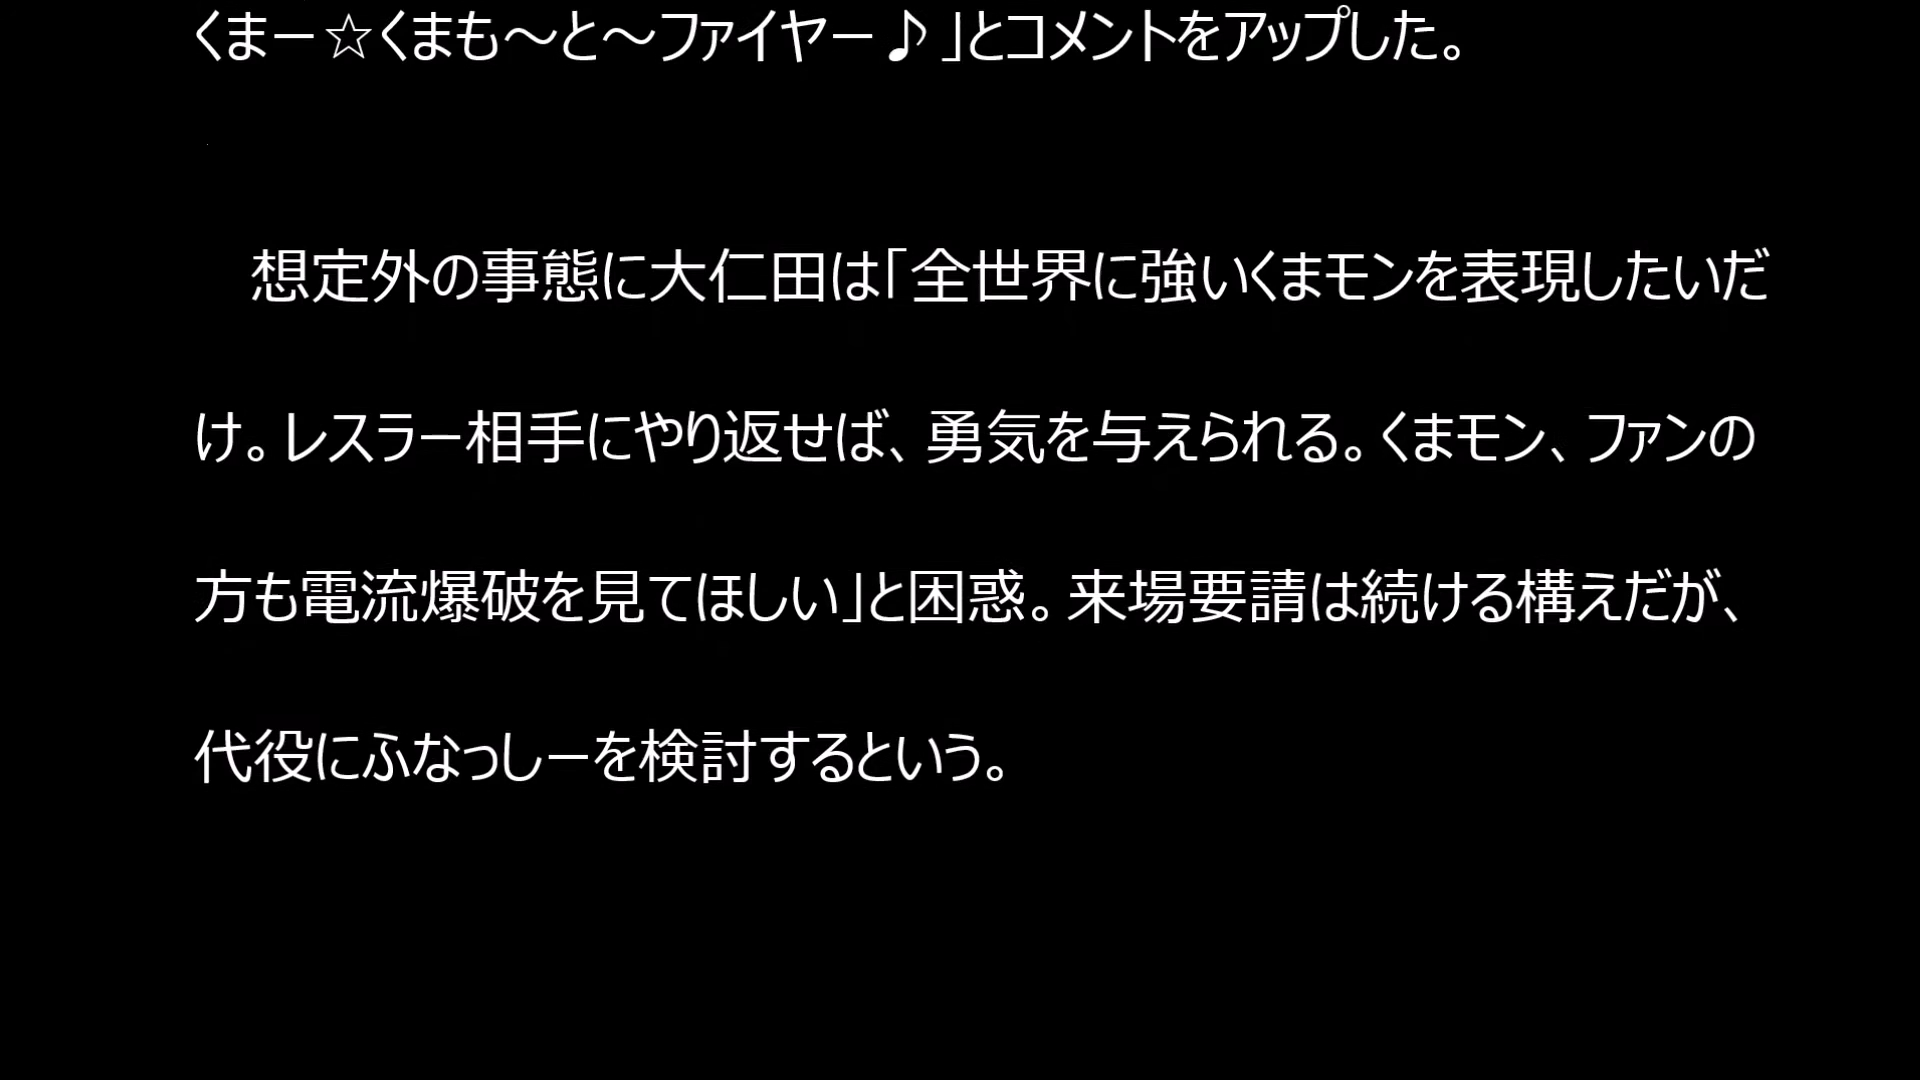 くまー☆くまも～と～ファイヤー♪」とコメントをアップした。
　想定外の事態に大仁田は「全世界に強いくまモンを表現したいだ
け。レスラー相手にやり返せば、勇気を与えられる。くまモン、ファンの
方も電流爆破を見てほしい」と困惑。来場要請は続ける構えだが、
代役にふなっしーを検討するという。